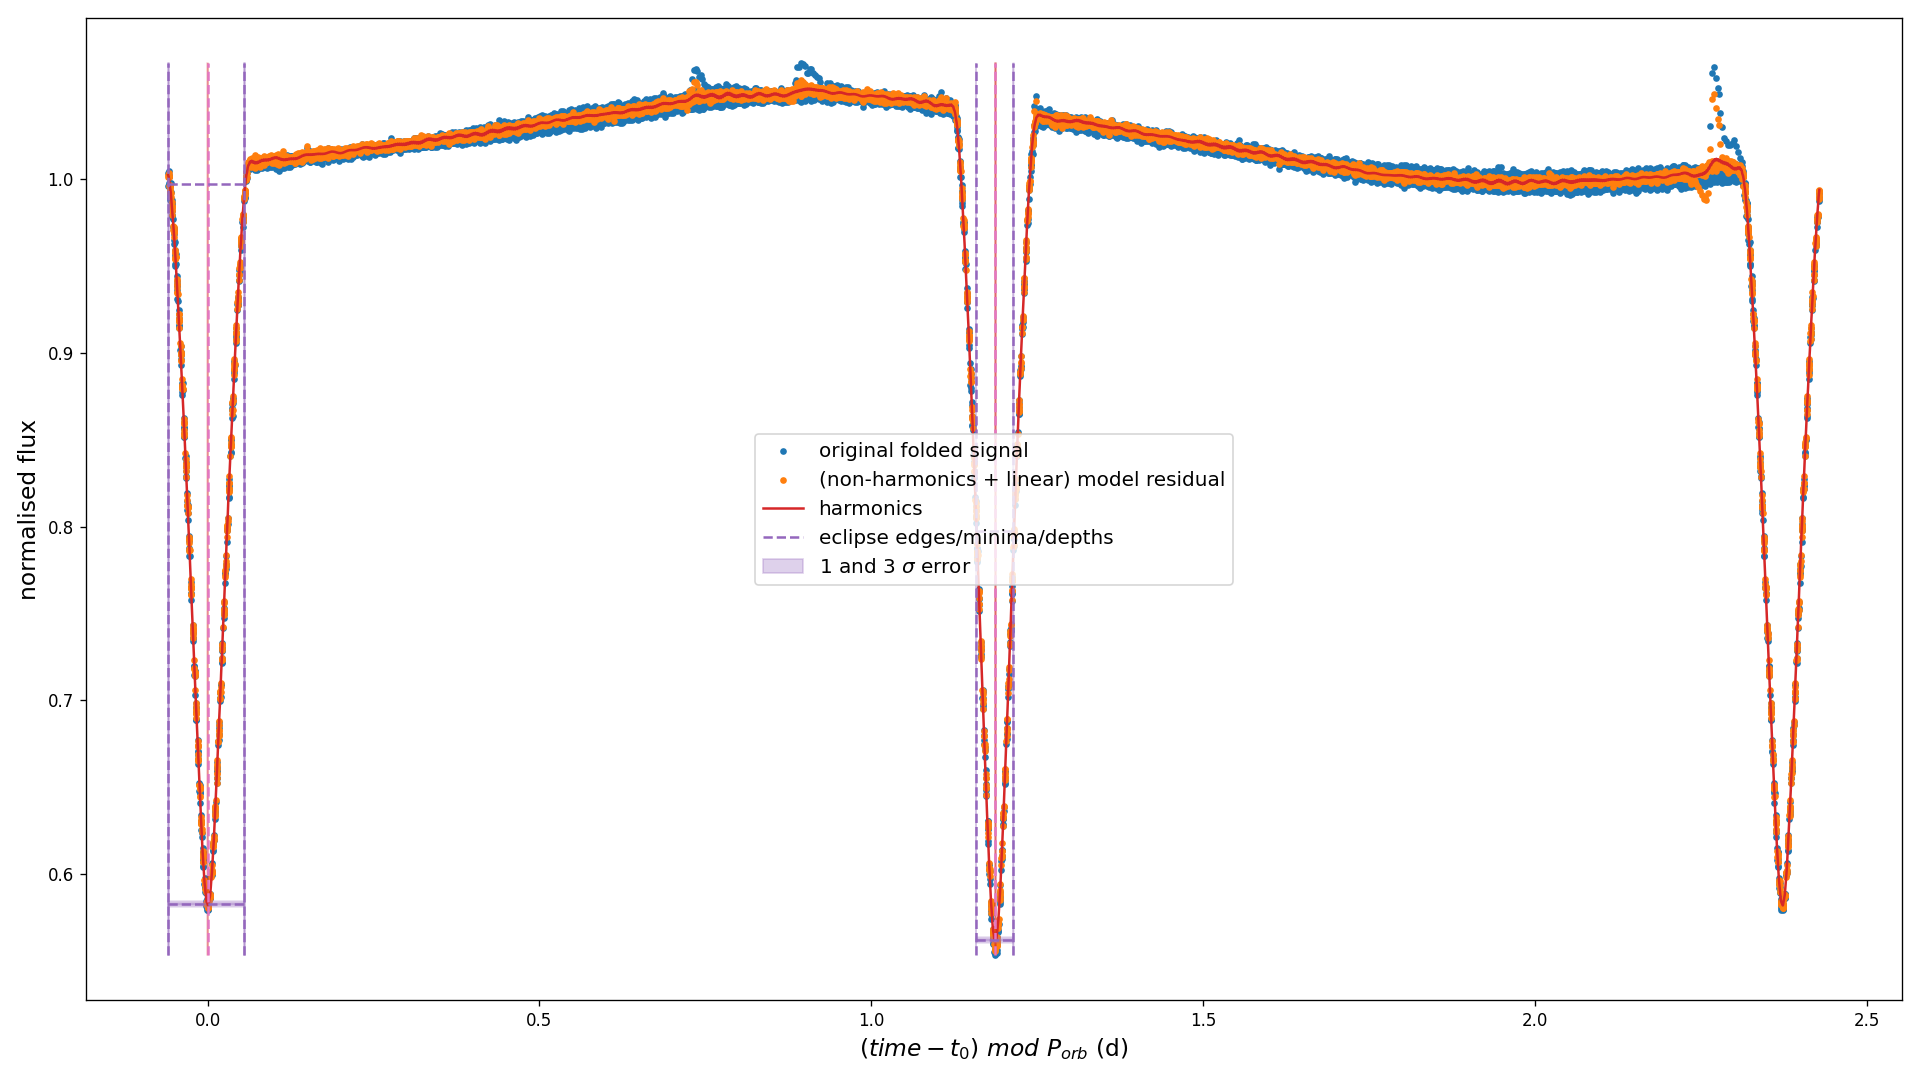 normalised flux
1.0
0.9
0.8
0.7
0.6
original folded signal
(non-harmonics + linear) model residual
harmonics
eclipse edges/minima/depths
1 and 3 σ error
0.0 0.5 1.0 1.5 2.0 2.5
(time − t₀) mod Pₒᵣb (d)